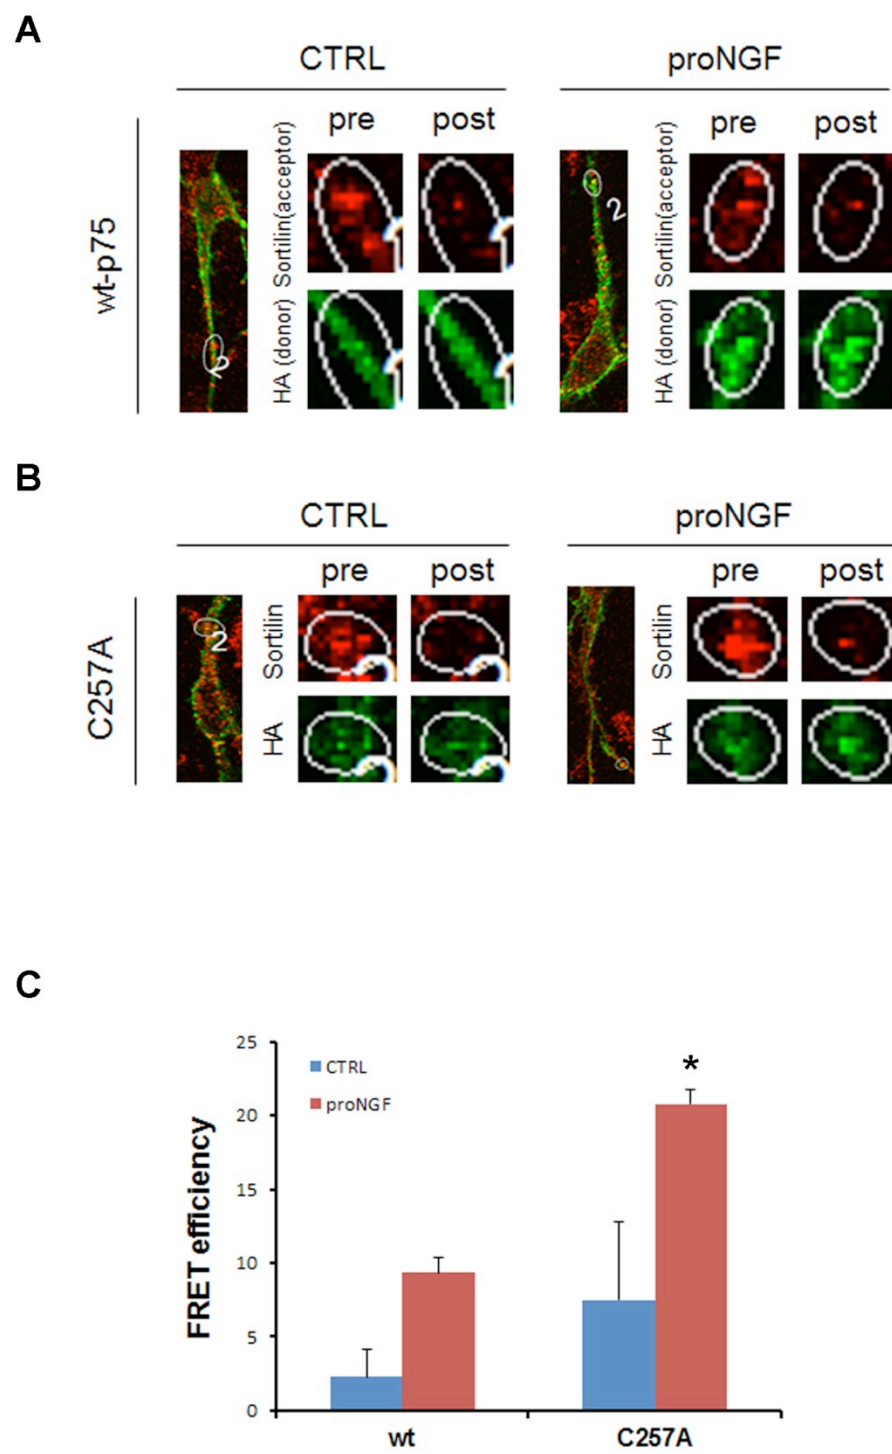 A
CTRL
proNGF
pre post
pre post
wt-p75
Sortilin(acceptor)
HA (donor)
2
Sortilin(acceptor)
HA (donor)
2
B
CTRL
proNGF
pre post
pre post
C257A
Sortilin
HA
2
Sortilin
HA
C
25
20
15
10
5
0
FRET efficiency
CTRL
proNGF
*
wt
C257A